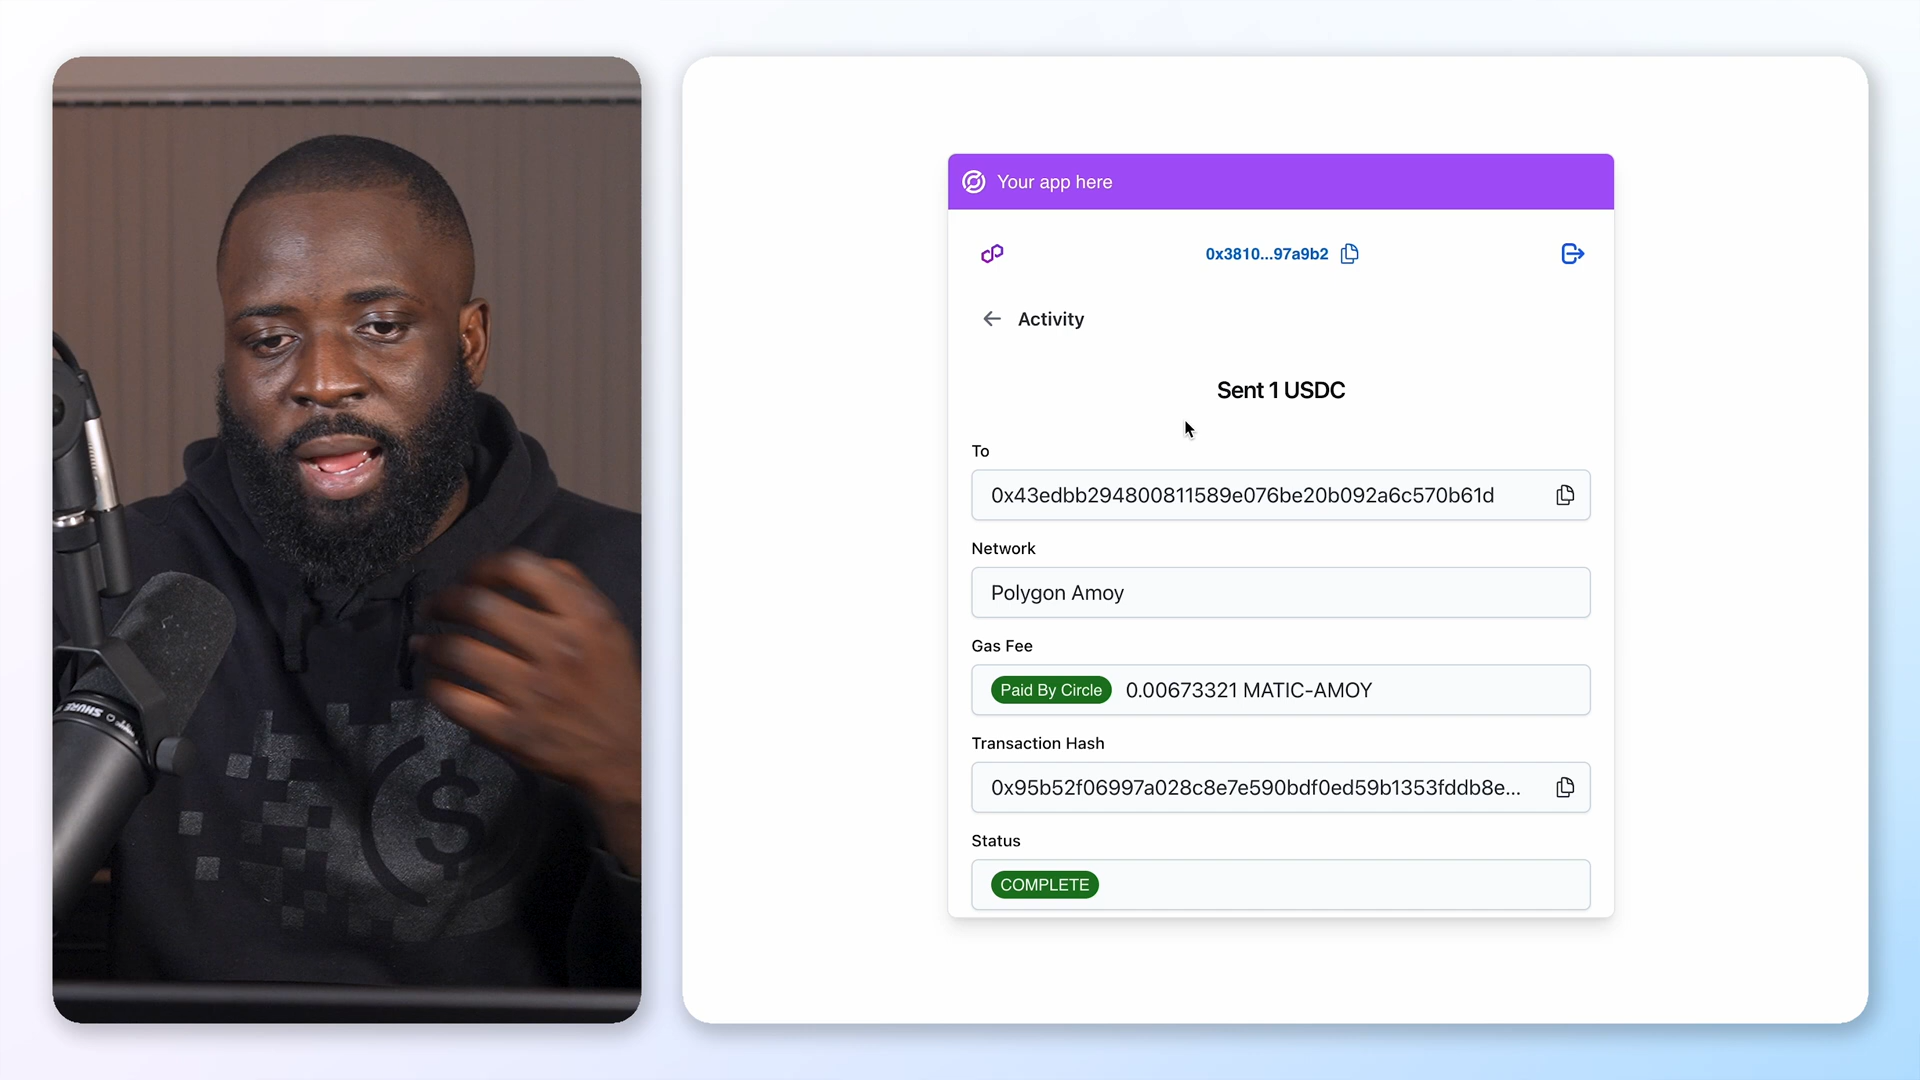 Your app here
0x3810...97a9b2
Activity
Sent 1 USDC
To
0x43edbb294800811589e076be20b092a6c570b61d
Network
Polygon Amoy
Gas Fee
Paid By Circle 0.00673321 MATIC-AMOY
Transaction Hash
0x95b52f06997a028c8e7e590bdf0ed59b1353fddb8e...
Status
COMPLETE
SHURE
$